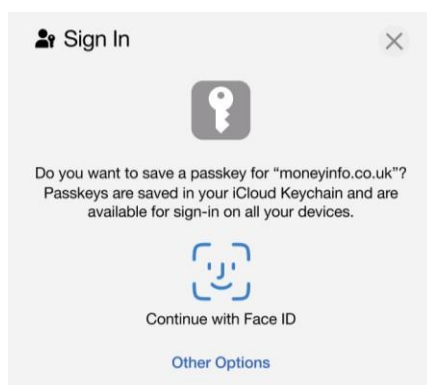 Sign In
Do you want to save a passkey for “moneyinfo.co.uk”?
Passkeys are saved in your iCloud Keychain and are
available for sign-in on all your devices.
Continue with Face ID
Other Options